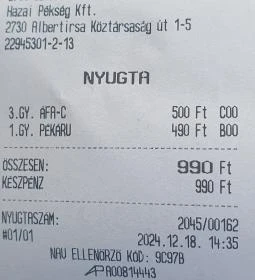 Hazai Pékség Kft.
2730 Albertirsa Köztársaság út 1-5
22945301-2-13
NYUGTA
3.GY. ÁFA-C 500 Ft C00
1.GY. PÉKÁRU 490 Ft B00
ÖSSZESEN: 990 Ft
KÉSZPÉNZ 990 Ft
NYUGTASZÁM: 2045/00162
#01/01 2024.12.18. 14:35
NAV ELLENŐRZŐ KÓD: 9C97B
AP A00814443